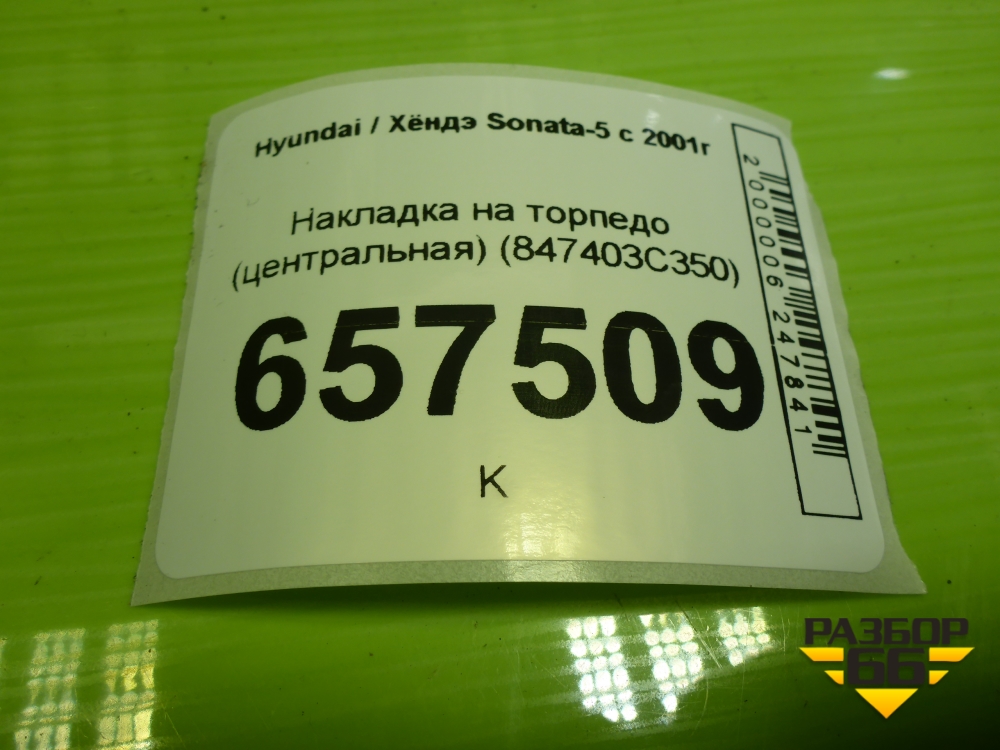 Hyundai / Хёндэ Sonata-5 с 2001г
Накладка на торпедо
(центральная) (847403C350)
657509
К
2000006247841
РАЗБОР
66